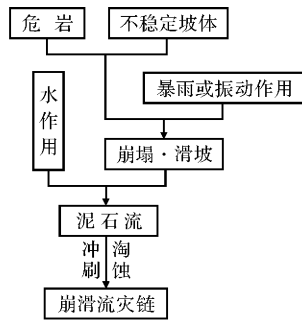 危岩
不稳定坡体
水作用
暴雨或振动作用
崩塌·滑坡
泥石流
冲刷
淘蚀
崩滑流灾链